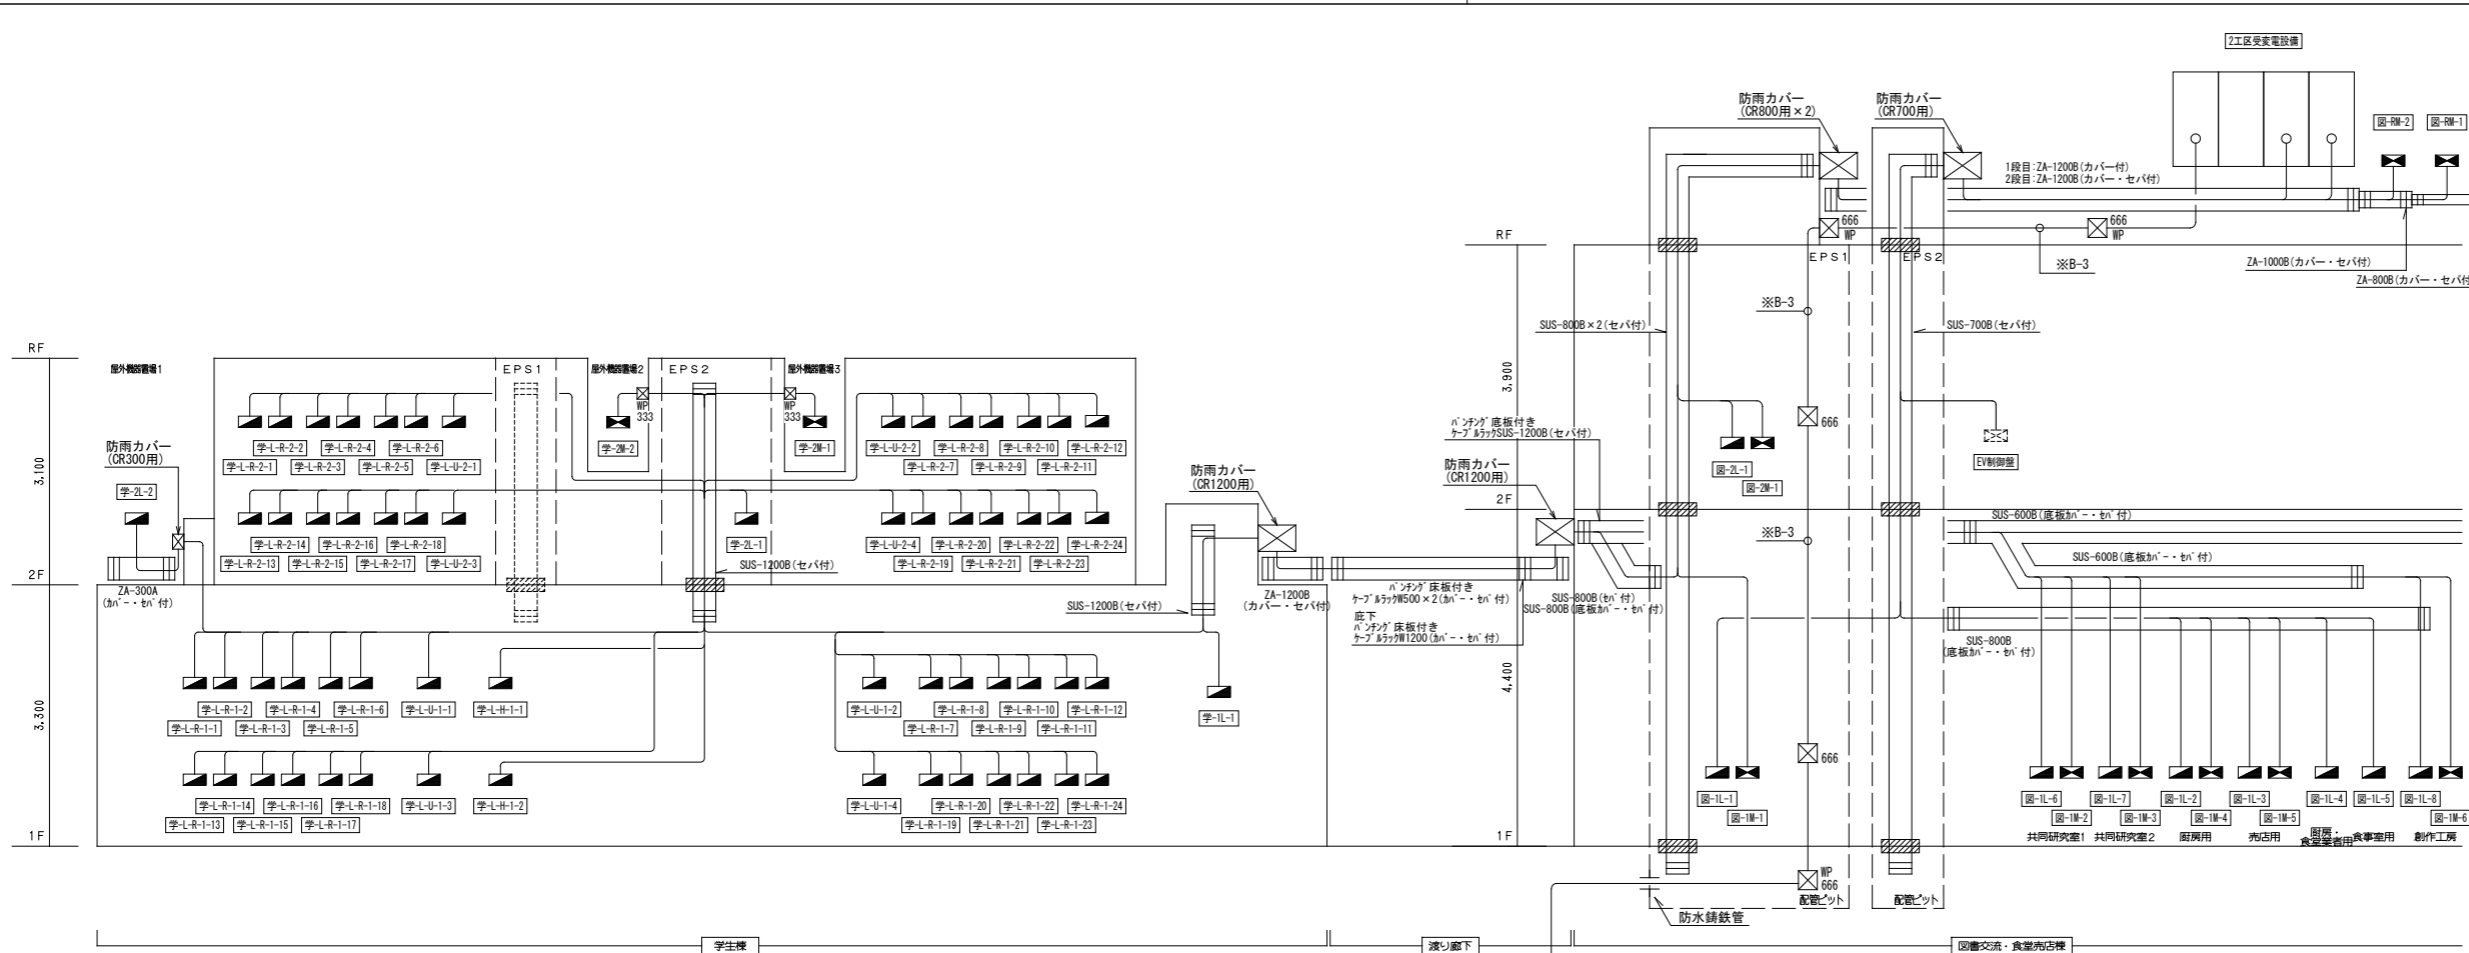 2工区受変電設備
防雨カバー
(CR800用×2)
防雨カバー
(CR700用)
図-RM-2
図-RM-1
1段目:ZA-1200B(カバー付)
2段目:ZA-1200B(カバー・セパ付)
666
WP
666
WP
RF
EPS1
EPS2
※B-3
ZA-1000B(カバー・セパ付)
ZA-800B(カバー・セパ付
※B-3
SUS-800B×2(セパ付)
SUS-700B(セパ付)
3,900
RF
屋外機器置場1
EPS1
屋外機器置場2
EPS2
屋外機器置場3
WP
333
WP
333
666
パンチング底板付き
ケーブルラックSUS-1200B(セパ付)
防雨カバー
(CR300用)
学-L-R-2-2
学-L-R-2-4
学-L-R-2-6
学-2M-2
学-2M-1
学-L-U-2-2
学-L-R-2-8
学-L-R-2-10
学-L-R-2-12
学-L-R-2-1
学-L-R-2-3
学-L-R-2-5
学-L-U-2-1
学-L-R-2-7
学-L-R-2-9
学-L-R-2-11
3,100
学-2L-2
防雨カバー
(CR1200用)
防雨カバー
(CR1200用)
図-2L-1
図-2M-1
EV制御盤
2F
SUS-600B(底板カバー・セパ付)
※B-3
学-L-R-2-14
学-L-R-2-16
学-L-R-2-18
学-2L-1
学-L-U-2-4
学-L-R-2-20
学-L-R-2-22
学-L-R-2-24
学-L-R-2-13
学-L-R-2-15
学-L-R-2-17
学-L-U-2-3
学-L-R-2-19
学-L-R-2-21
学-L-R-2-23
SUS-1200B(セパ付)
SUS-600B(底板カバー・セパ付)
2F
ZA-300A
(カバー・セパ付)
SUS-1200B(セパ付)
ZA-1200B
(カバー・セパ付)
パンチング床板付き
ケーブルラックW500×2(カバー・セパ付)
庇下
パンチング床板付き
ケーブルラックW1200(カバー・セパ付)
SUS-800B(セパ付)
SUS-800B(底板カバー・セパ付)
SUS-800B
(底板カバー・セパ付)
4,400
3,300
学-L-R-1-2
学-L-R-1-4
学-L-R-1-6
学-L-U-1-1
学-L-H-1-1
学-L-U-1-2
学-L-R-1-8
学-L-R-1-10
学-L-R-1-12
学-1L-1
学-L-R-1-1
学-L-R-1-3
学-L-R-1-5
学-L-R-1-7
学-L-R-1-9
学-L-R-1-11
666
学-L-R-1-14
学-L-R-1-16
学-L-R-1-18
学-L-U-1-3
学-L-H-1-2
学-L-U-1-4
学-L-R-1-20
学-L-R-1-22
学-L-R-1-24
学-L-R-1-13
学-L-R-1-15
学-L-R-1-17
学-L-R-1-19
学-L-R-1-21
学-L-R-1-23
図-1L-1
図-1M-1
図-1L-6
図-1L-7
図-1L-2
図-1L-3
図-1L-4
図-1L-5
図-1L-8
図-1M-2
図-1M-3
図-1M-4
図-1M-5
図-1M-6
共同研究室1
共同研究室2
厨房用
売店用
厨房・
食堂業者用
食事室用
創作工房
1F
1F
WP
666
配管ピット
配管ピット
防水鋳鉄管
学生棟
渡り廊下
図書交流・食堂売店棟